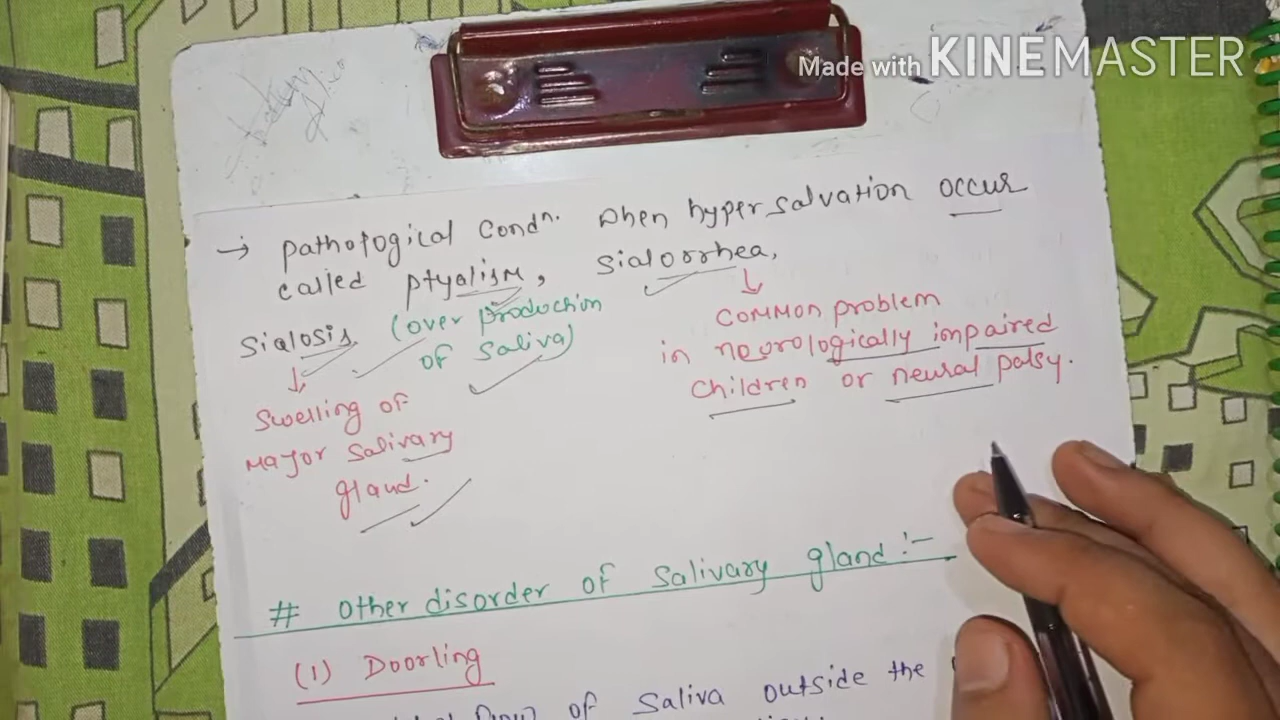 Made with KINEMASTER
→ pathological condⁿ. when hypersalvation occur
called ptyalism, sialorrhea,
sialosis (over production
of saliva)
↓
common problem
in neurologically impaired
children or neural palsy.
↓
swelling of
major salivary
gland.
# other disorder of salivary gland :-
(1) Doorling
of saliva outside the